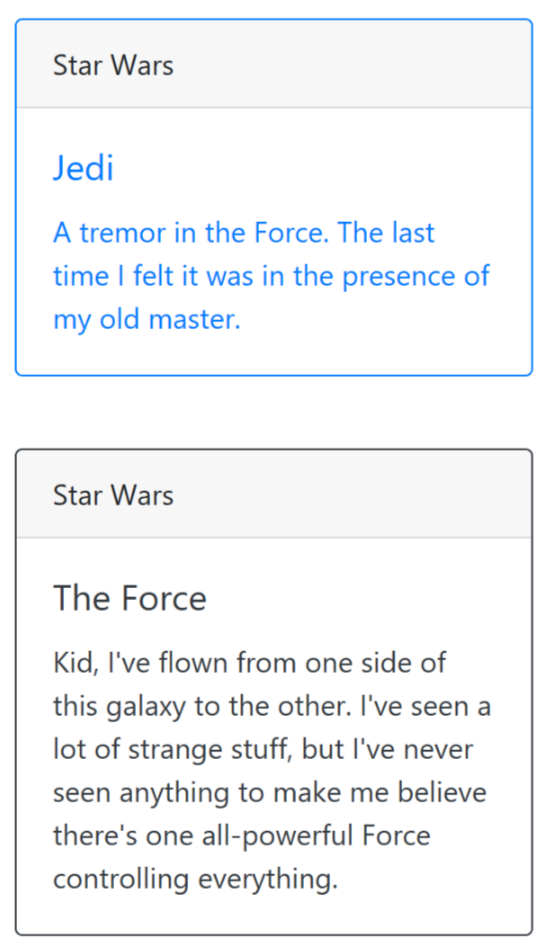 Star Wars
Jedi
A tremor in the Force. The last
time I felt it was in the presence of
my old master.
Star Wars
The Force
Kid, I've flown from one side of
this galaxy to the other. I've seen a
lot of strange stuff, but I've never
seen anything to make me believe
there's one all-powerful Force
controlling everything.